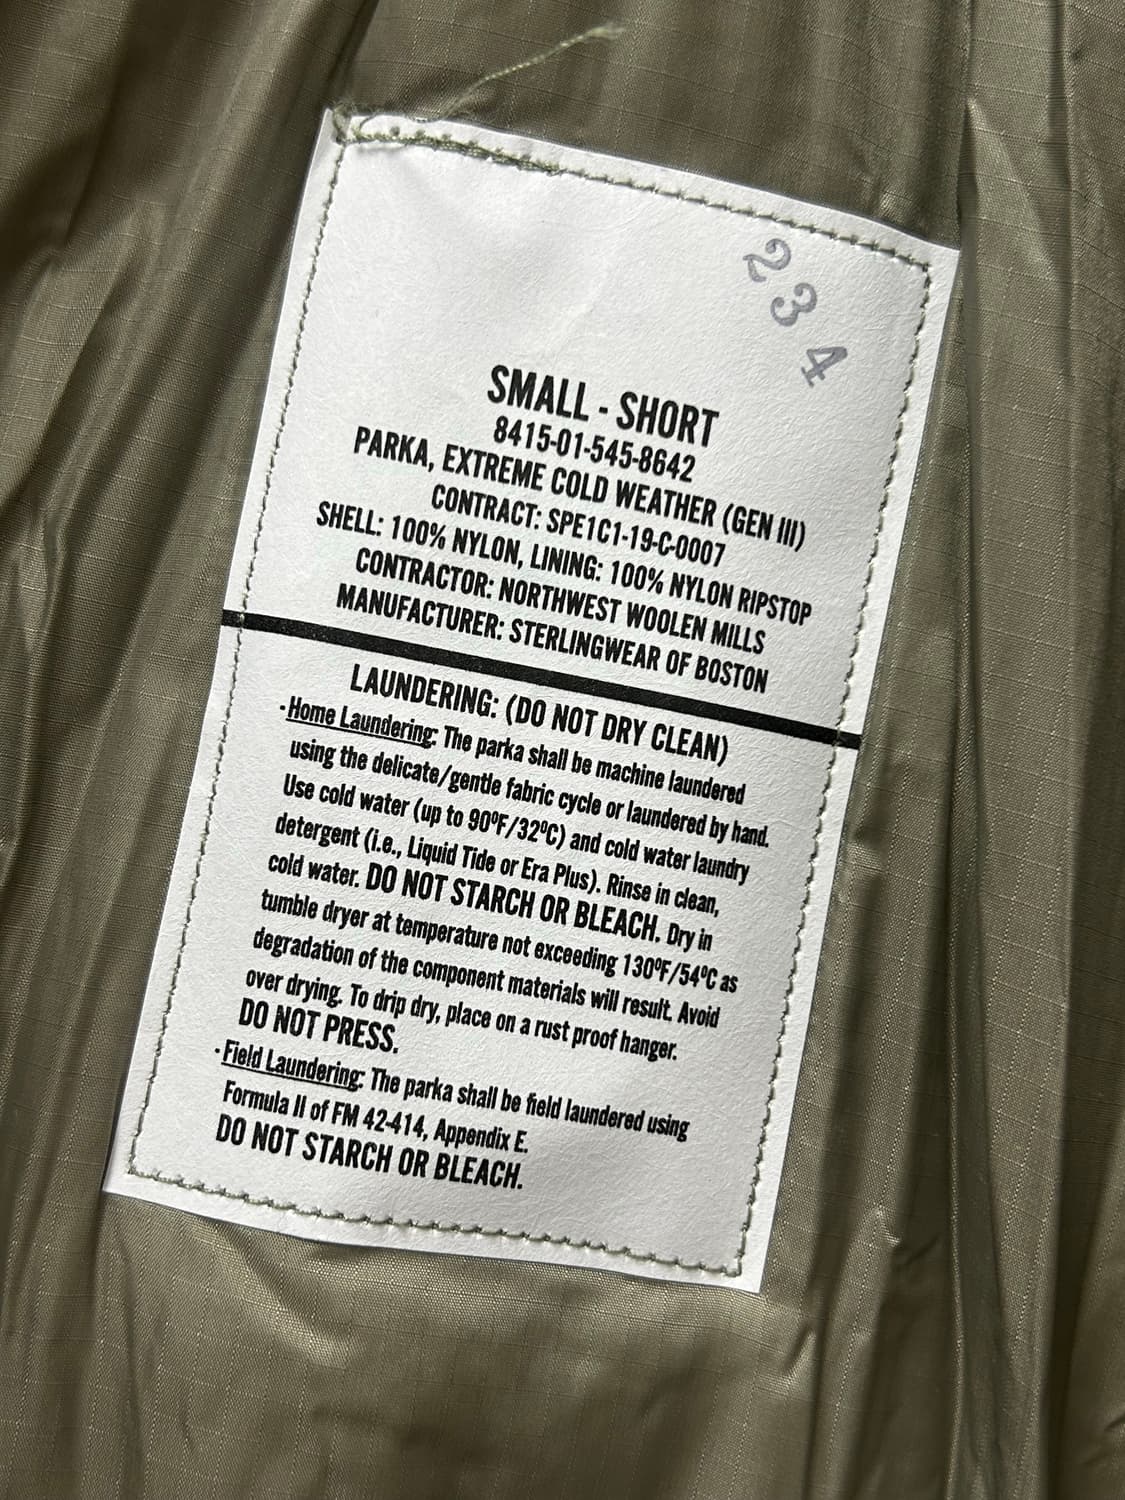 2 3 4
SMALL - SHORT
8415-01-545-8642
PARKA, EXTREME COLD WEATHER (GEN III)
CONTRACT: SPE1C1-19-C-0007
SHELL: 100% NYLON, LINING: 100% NYLON RIPSTOP
CONTRACTOR: NORTHWEST WOOLEN MILLS
MANUFACTURER: STERLINGWEAR OF BOSTON
LAUNDERING: (DO NOT DRY CLEAN)
-Home Laundering: The parka shall be machine laundered
using the delicate/gentle fabric cycle or laundered by hand.
Use cold water (up to 90ºF/32ºC) and cold water laundry
detergent (i.e., Liquid Tide or Era Plus). Rinse in clean,
cold water. DO NOT STARCH OR BLEACH. Dry in
tumble dryer at temperature not exceeding 130ºF/54ºC as
degradation of the component materials will result. Avoid
over drying. To drip dry, place on a rust proof hanger.
DO NOT PRESS.
-Field Laundering: The parka shall be field laundered using
Formula II of FM 42-414, Appendix E.
DO NOT STARCH OR BLEACH.